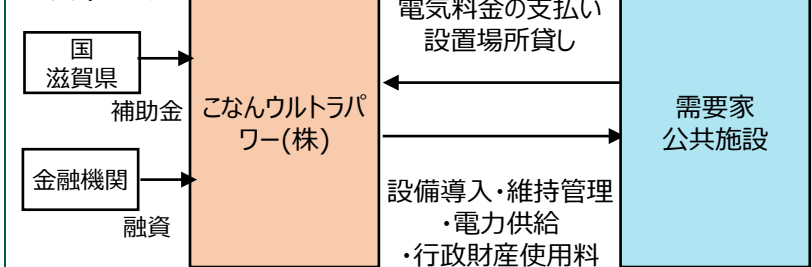 電気料金の支払い
設置場所貸し
国
滋賀県
補助金
こなんウルトラパ
ワー(株)
需要家
公共施設
金融機関
融資
設備導入・維持管理
・電力供給
・行政財産使用料